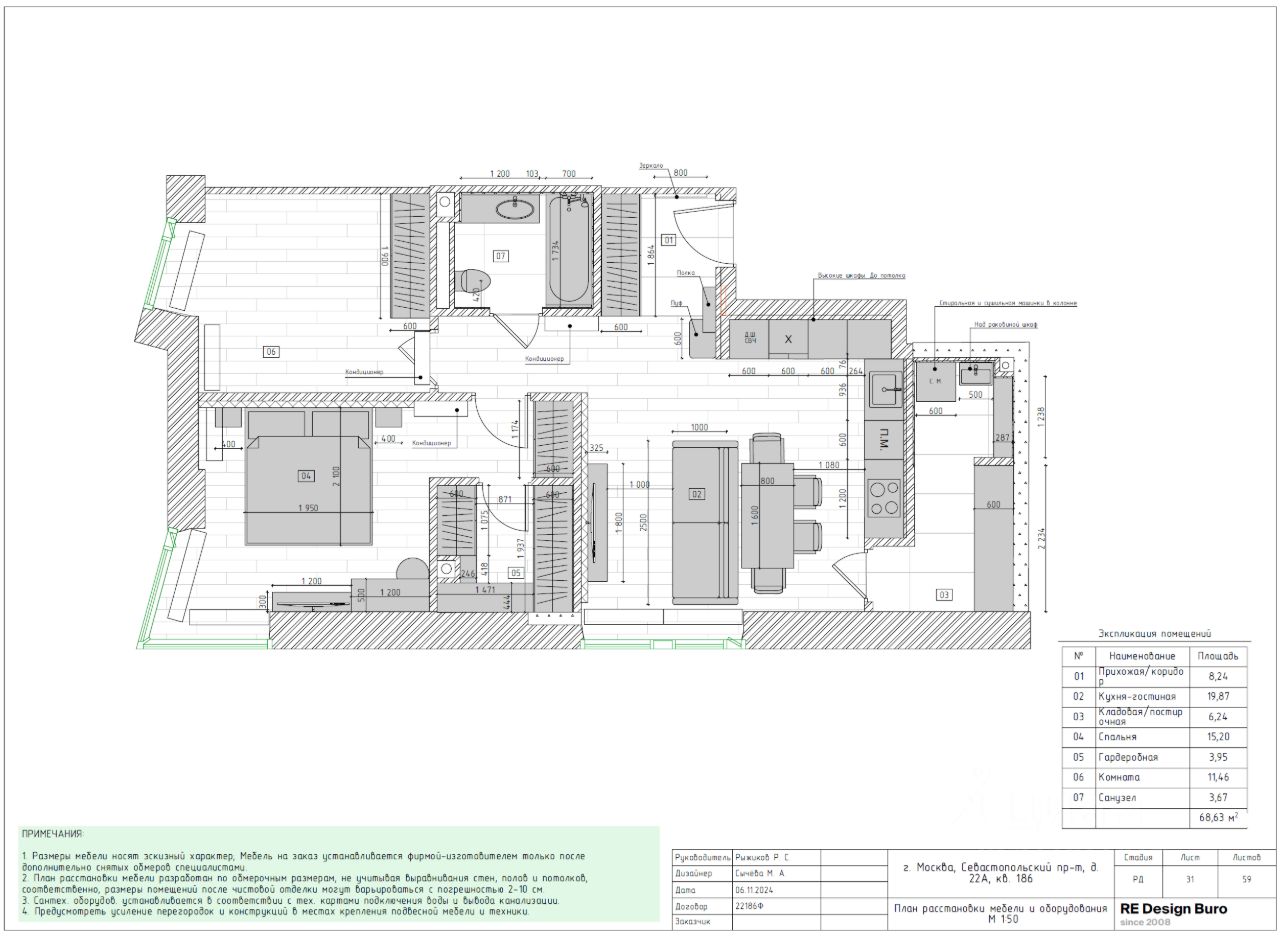 Зеркало
800
1 200
103
700
1 900
07
1 734
420
1 864
01
Полка
Пуф
600
600
600
Высокие шкафы. До потолка
Стиральная и сушильная машинки в колонне
Над раковиной шкаф
Д.Ш
СВЧ
X
06
Кондиционер
Кондиционер
Кондиционер
600
600
600
264
76
936
С.М
500
600
287
1 238
400
400
04
2 100
1 950
1 174
600
325
1000
1 000
02
1 800
2500
800
1 600
1 080
600
П.М.
1 200
600
2 234
600
871
600
1 075
1 937
418
246
05
1 471
444
1 200
300
500
1 200
03
Экспликация помещений
№ Наименование Площадь
01 Прихожая/коридо
р 8,24
02 Кухня-гостиная 19,87
03 Кладовая/постир
очная 6,24
04 Спальня 15,20
05 Гардеробная 3,95
06 Комната 11,46
07 Санузел 3,67
68,63 м²
ПРИМЕЧАНИЯ:
1. Размеры мебели носят эскизный характер; Мебель на заказ устанавливается фирмой-изготовителем только после
дополнительно снятых обмеров специалистами.
2. План расстановки мебели разработан по обмерочным размерам, не учитывая выравнивания стен, полов и потолков,
соответственно, размеры помещений после чистовой отделки могут варьироваться с погрешностью 2-10 см.
3. Сантех. оборудов. устанавливается в соответствии с тех. картами подключения воды и вывода канализации.
4. Предусмотреть усиление перегородок и конструкций в местах крепления подвесной мебели и техники.
Руководитель Рыжиков Р. С.
Дизайнер Сычёва М. А.
Дата 06.11.2024
Договор 22186Ф
Заказчик
г. Москва, Севастопольский пр-т, д.
22А, кв. 186
План расстановки мебели и оборудования
М 1:50
Стадия Лист Листов
РД 31 59
RE Design Buro
since 2008